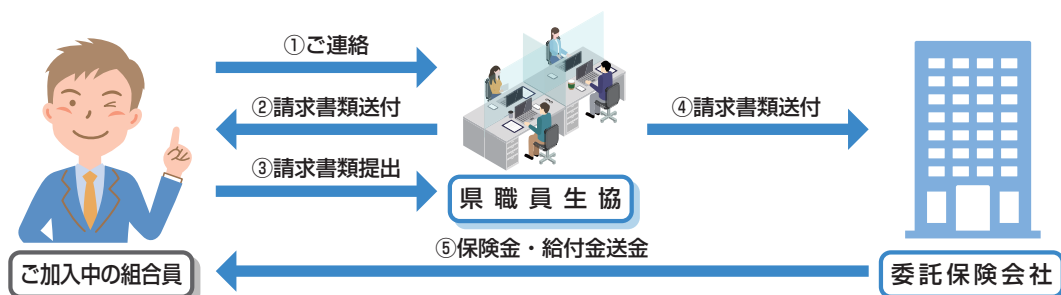 ①ご連絡
②請求書類送付
④請求書類送付
③請求書類提出
県職員生協
⑤保険金・給付金送金
ご加入中の組合員
委託保険会社